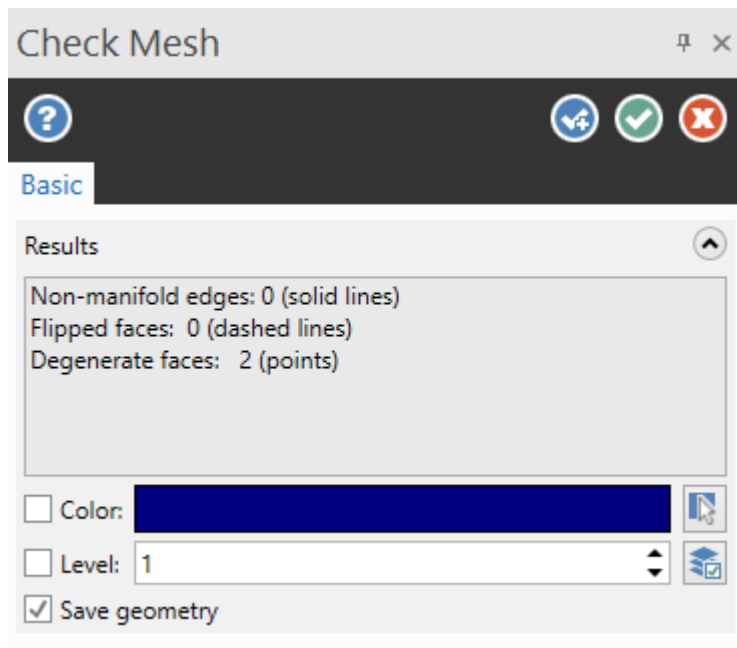 Check Mesh
Basic
Results
Non-manifold edges: 0 (solid lines)
Flipped faces:  0 (dashed lines)
Degenerate faces:   2 (points)
Color:
Level: 1
Save geometry